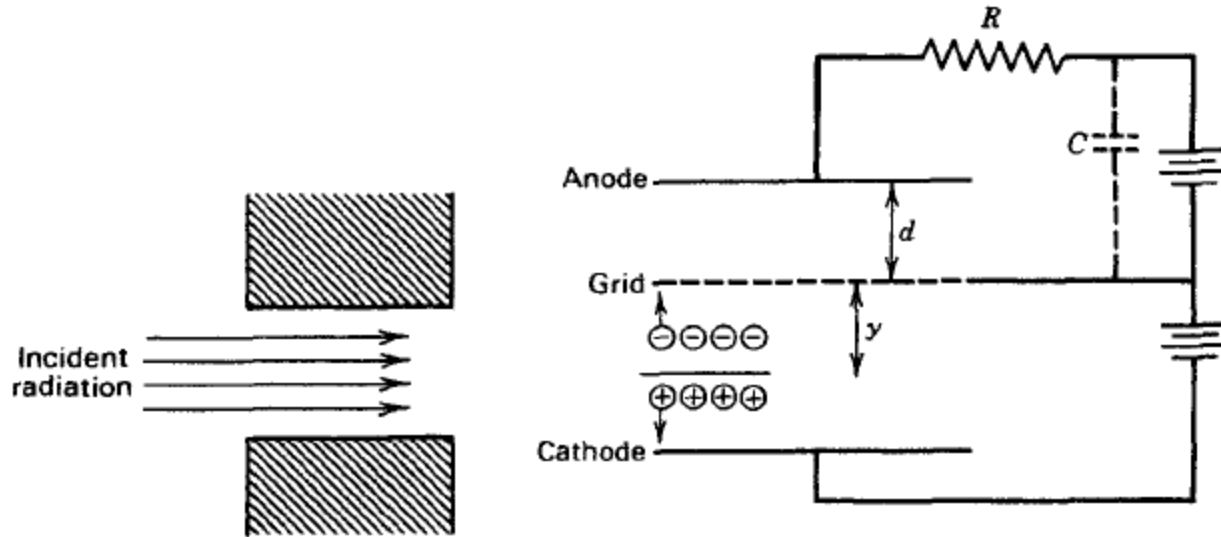 R
C
Anode
d
Grid
y
⊖⊖⊖⊖
Incident
radiation
⊕⊕⊕⊕
Cathode